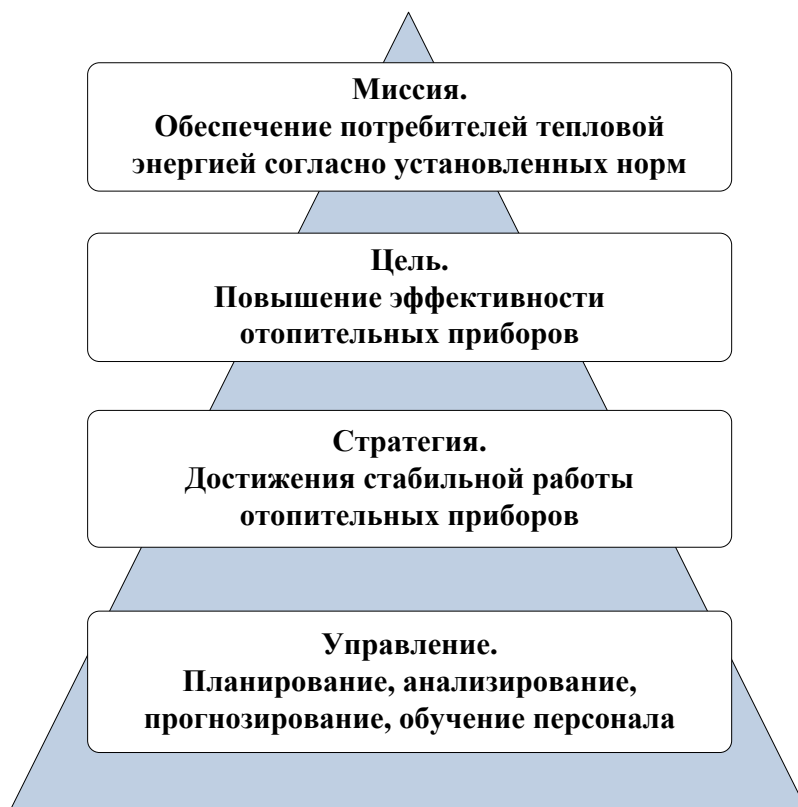 Миссия.
Обеспечение потребителей тепловой
энергией согласно установленных норм
Цель.
Повышение эффективности
отопительных приборов
Стратегия.
Достижения стабильной работы
отопительных приборов
Управление.
Планирование, анализирование,
прогнозирование, обучение персонала